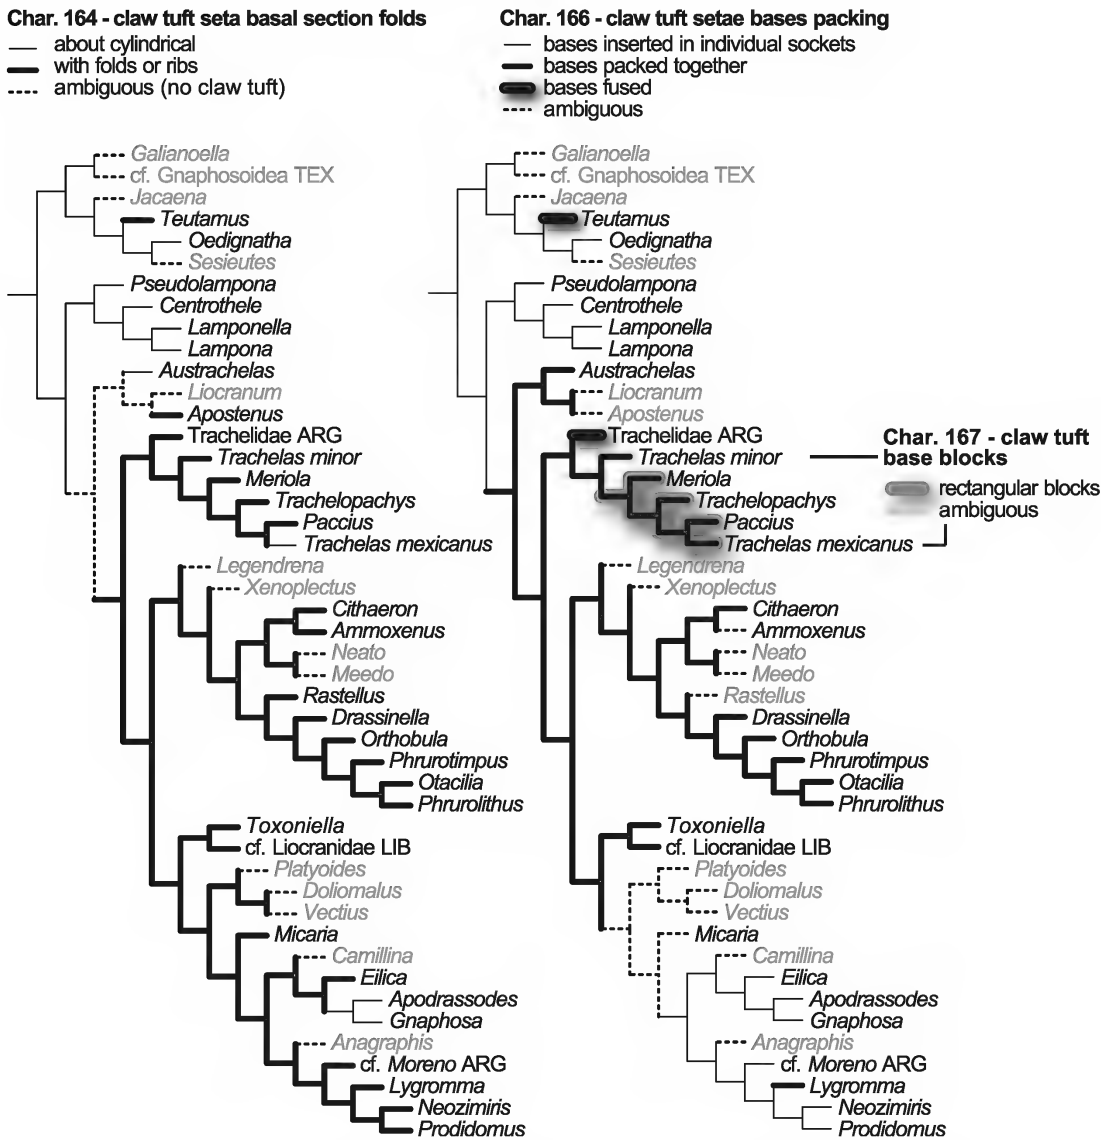 Char. 164 - claw tuft seta basal section folds
about cylindrical
with folds or ribs
ambiguous (no claw tuft)
Galianoella
cf. Gnaphosoidea TEX
Jacaena
Teutamus
Oedignatha
Sesieutes
Pseudolampona
Centrothele
Lamponella
Lampona
Austrachelas
Liocranum
Apostenus
Trachelidae ARG
Trachelas minor
Meriola
Trachelopachys
Paccius
Trachelas mexicanus
Legendrena
Xenoplectus
Cithaeron
Ammoxenus
Neato
Meedo
Rastellus
Drassinella
Orthobula
Phrurotimpus
Otacilia
Phrurolithus
Toxoniella
cf. Liocranidae LIB
Platyoides
Doliomalus
Vectius
Micaria
Camillina
Eilica
Apodrassodes
Gnaphosa
Anagraphis
cf. Moreno ARG
Lygromma
Neozimiris
Prodidomus
Char. 166 - claw tuft setae bases packing
bases inserted in individual sockets
bases packed together
bases fused
ambiguous
Galianoella
cf. Gnaphosoidea TEX
Jacaena
Teutamus
Oedignatha
Sesieutes
Pseudolampona
Centrothele
Lamponella
Lampona
Austrachelas
Liocranum
Apostenus
Trachelidae ARG
Trachelas minor
Meriola
Trachelopachys
Paccius
Trachelas mexicanus
Legendrena
Xenoplectus
Cithaeron
Ammoxenus
Neato
Meedo
Rastellus
Drassinella
Orthobula
Phrurotimpus
Otacilia
Phrurolithus
Toxoniella
cf. Liocranidae LIB
Platyoides
Doliomalus
Vectius
Micaria
Camillina
Eilica
Apodrassodes
Gnaphosa
Anagraphis
cf. Moreno ARG
Lygromma
Neozimiris
Prodidomus
Char. 167 - claw tuft
base blocks
rectangular blocks
ambiguous